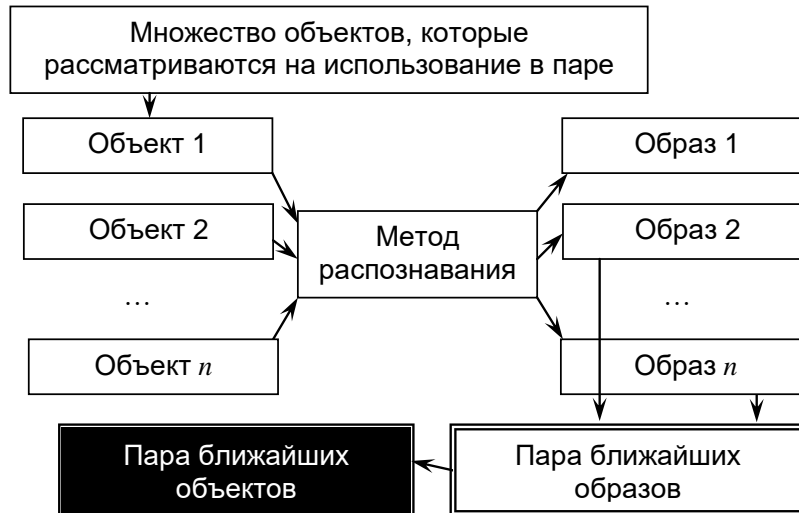 Множество объектов, которые
рассматриваются на использование в паре
Объект 1
Образ 1
Объект 2
Метод
распознавания
Образ 2
…
…
Объект n
Образ n
Пара ближайших
объектов
Пара ближайших
образов